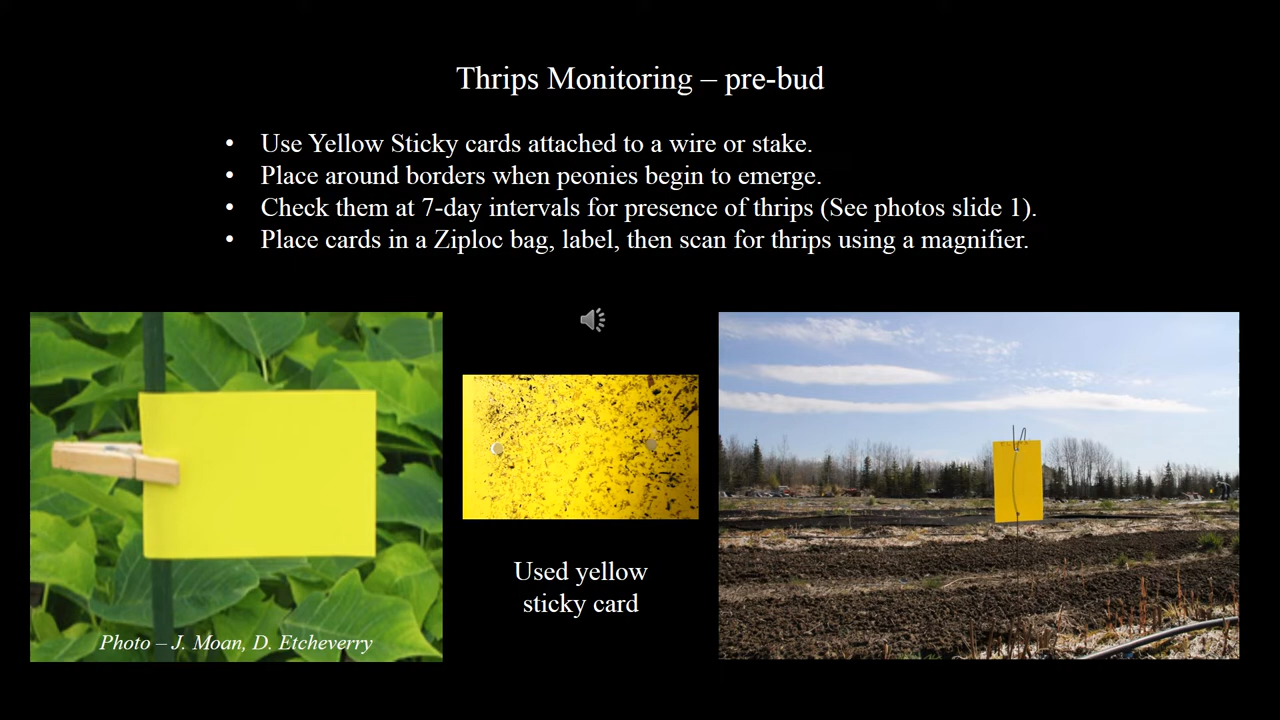 Thrips Monitoring – pre-bud
• Use Yellow Sticky cards attached to a wire or stake.
• Place around borders when peonies begin to emerge.
• Check them at 7-day intervals for presence of thrips (See photos slide 1).
• Place cards in a Ziploc bag, label, then scan for thrips using a magnifier.
Used yellow
sticky card
Photo – J. Moan, D. Etcheverry